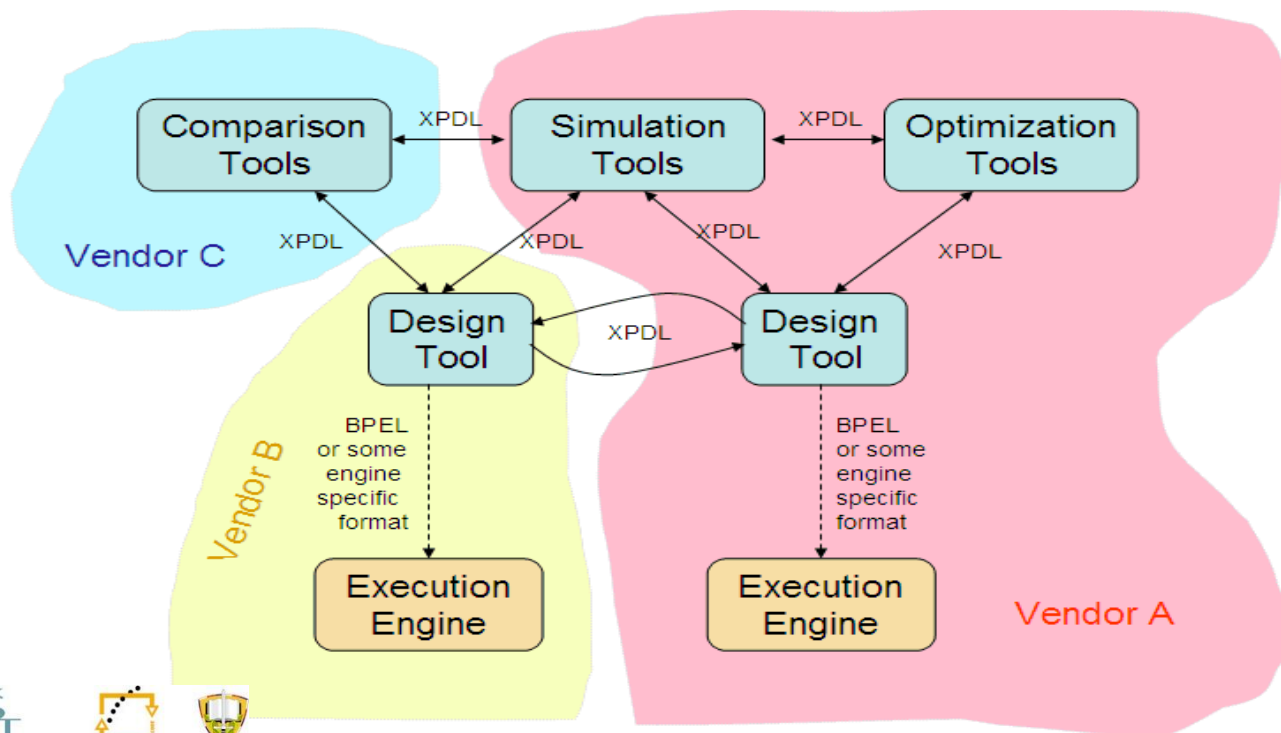 Comparison
Tools
XPDL
Simulation
Tools
XPDL
Optimization
Tools
Vendor C
XPDL
XPDL
XPDL
XPDL
Design
Tool
XPDL
Design
Tool
Vendor B
BPEL
or some
engine
specific
format
BPEL
or some
engine
specific
format
Execution
Engine
Execution
Engine
Vendor A